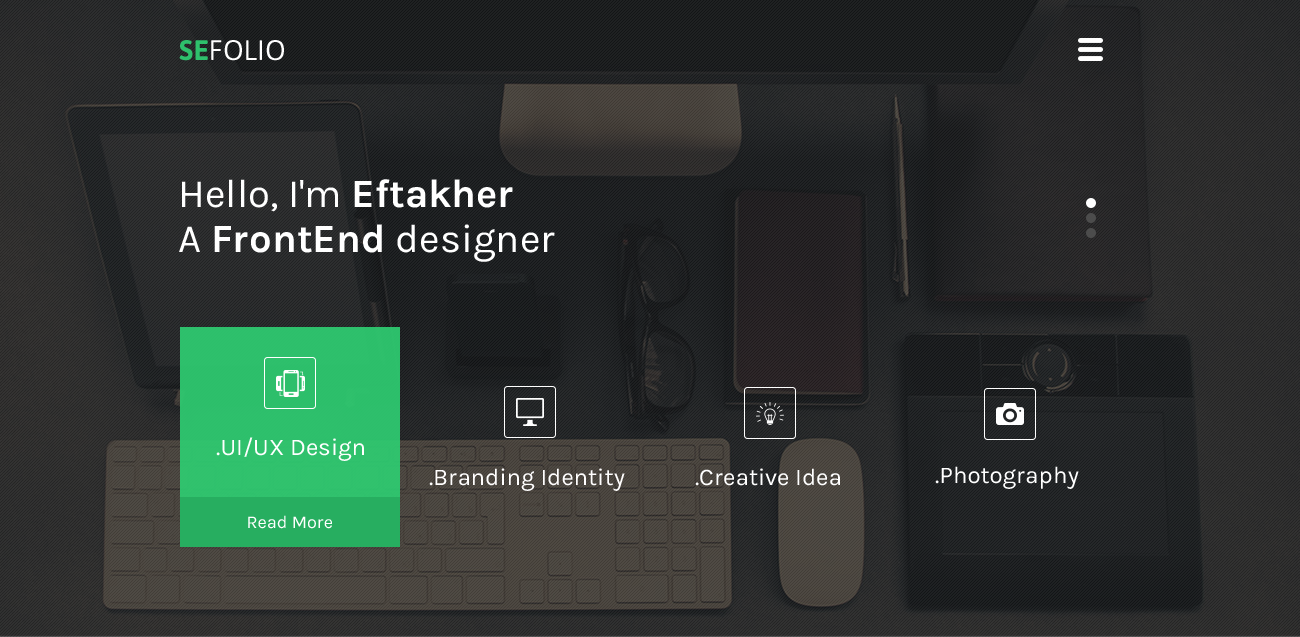 SEFOLIO
Hello, I'm Eftakher
A FrontEnd designer
.UI/UX Design
Read More
.Branding Identity
.Creative Idea
.Photography